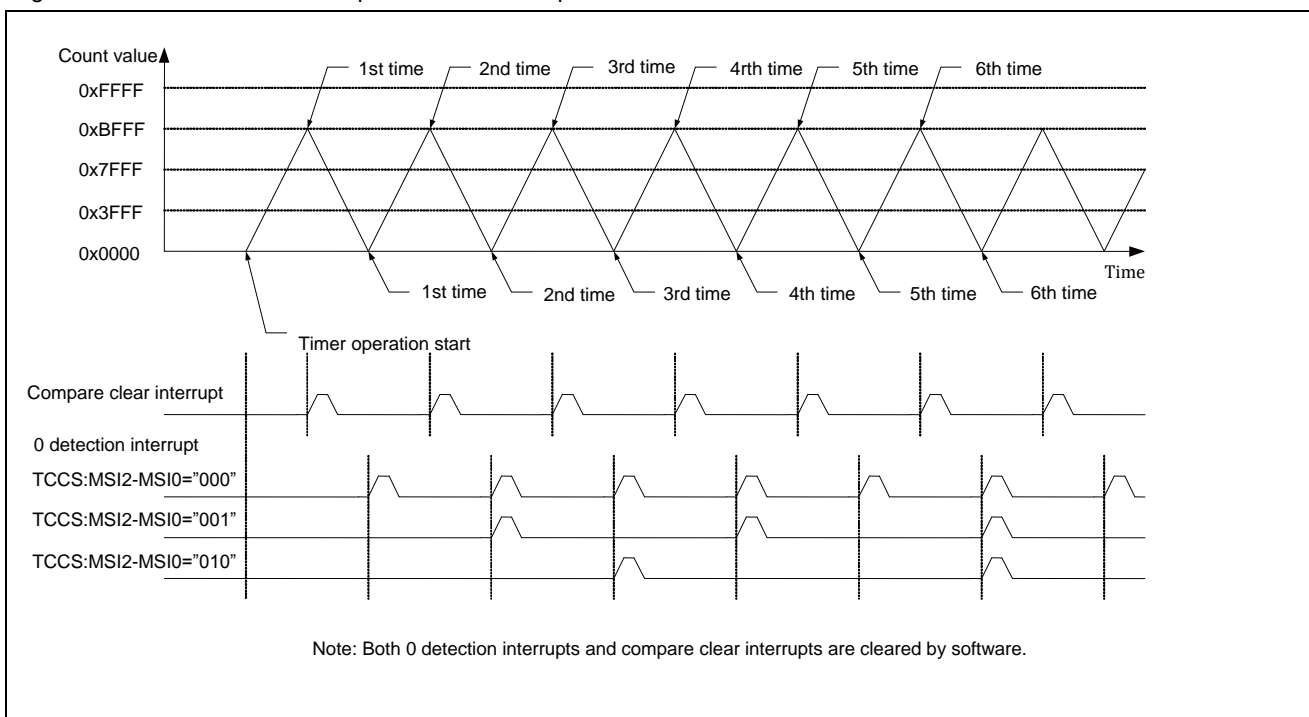 Count value
1st time 2nd time 3rd time 4rth time 5th time 6th time
0xFFFF
0xBFFF
0x7FFF
0x3FFF
0x0000
Time
1st time 2nd time 3rd time 4th time 5th time 6th time
Timer operation start
Compare clear interrupt
0 detection interrupt
TCCS:MSI2-MSI0=”000”
TCCS:MSI2-MSI0=”001”
TCCS:MSI2-MSI0=”010”
Note: Both 0 detection interrupts and compare clear interrupts are cleared by software.